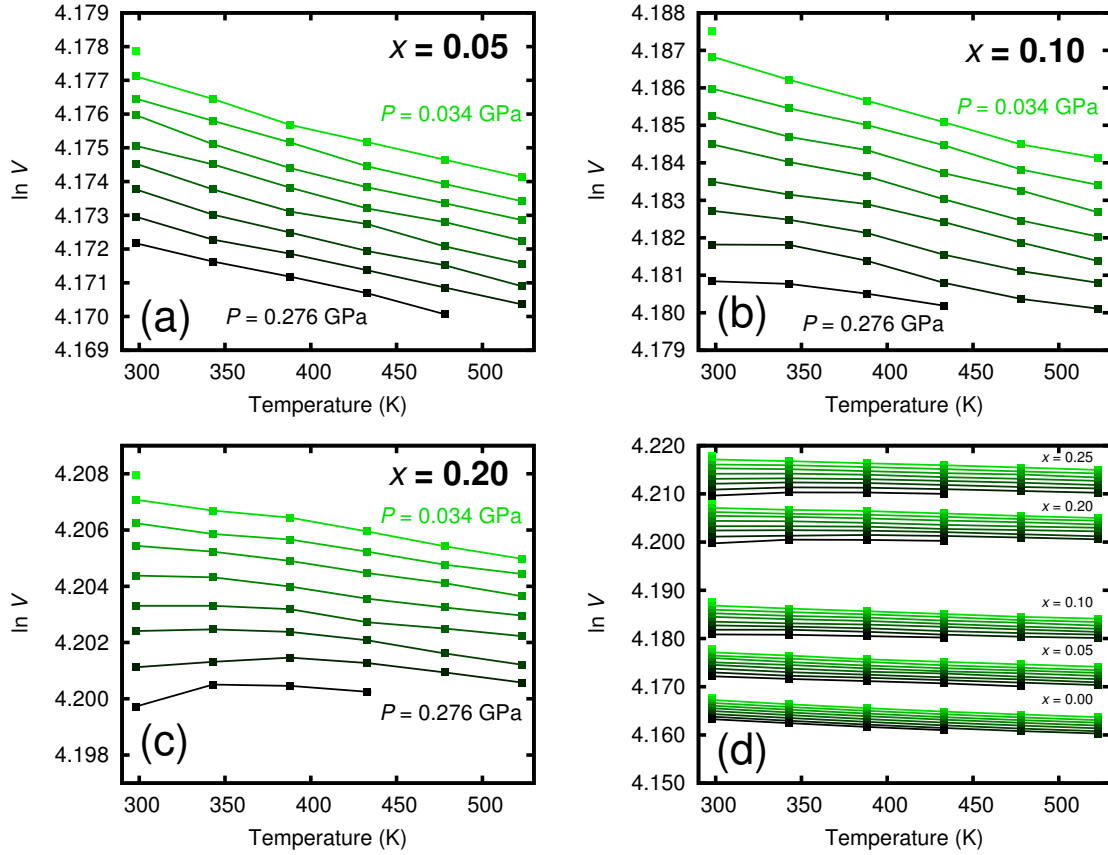 4.179
4.178
4.177
4.176
4.175
4.174
4.173
4.172
4.171
4.170
4.169
ln V
x = 0.05
P = 0.034 GPa
P = 0.276 GPa
(a)
300 350 400 450 500
Temperature (K)
4.188
4.187
4.186
4.185
4.184
4.183
4.182
4.181
4.180
4.179
ln V
x = 0.10
P = 0.034 GPa
P = 0.276 GPa
(b)
300 350 400 450 500
Temperature (K)
4.208
4.206
4.204
4.202
4.200
4.198
ln V
x = 0.20
P = 0.034 GPa
P = 0.276 GPa
(c)
300 350 400 450 500
Temperature (K)
4.220
4.210
4.200
4.190
4.180
4.170
4.160
4.150
ln V
x = 0.25
x = 0.20
x = 0.10
x = 0.05
x = 0.00
(d)
300 350 400 450 500
Temperature (K)